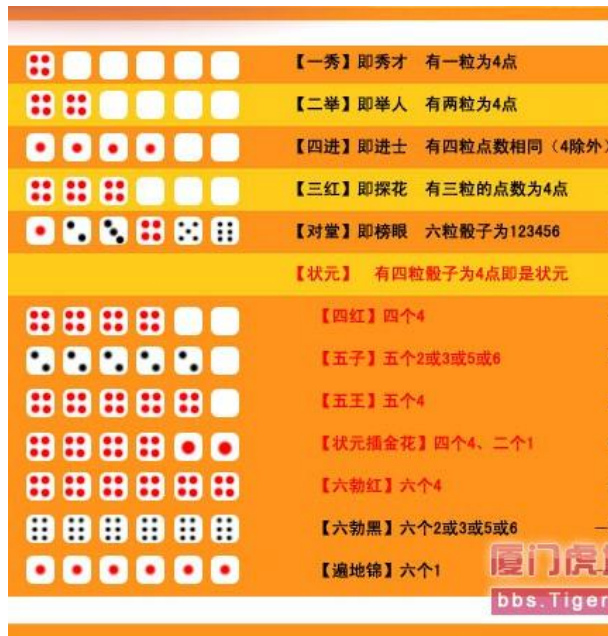 【一秀】即秀才 有一粒为4点
【二举】即举人 有两粒为4点
【四进】即进士 有四粒点数相同（4除外）
【三红】即探花 有三粒的点数为4点
【对堂】即榜眼 六粒骰子为123456
【状元】 有四粒骰子为4点即是状元
【四红】四个4
【五子】五个2或3或5或6
【五王】五个4
【状元插金花】四个4、二个1
【六勃红】六个4
【六勃黑】六个2或3或5或6
【遍地锦】六个1
厦门虎
bbs.Tiger